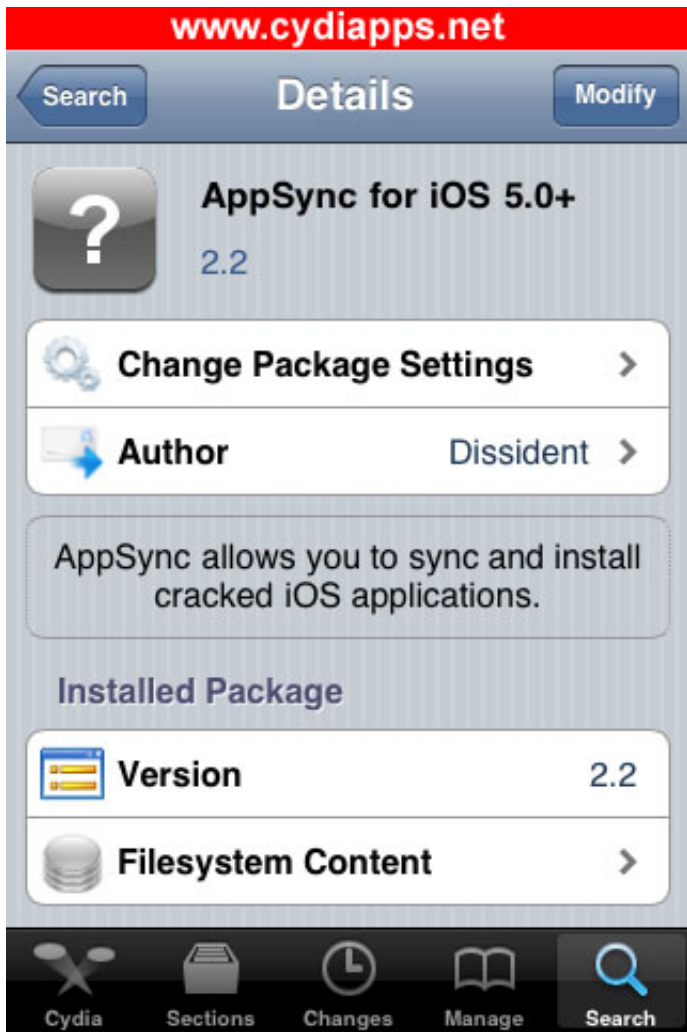 www.cydiapps.net
Search
Details
Modify
?
AppSync for iOS 5.0+
2.2
Change Package Settings
Author Dissident
AppSync allows you to sync and install
cracked iOS applications.
Installed Package
Version 2.2
Filesystem Content
Cydia Sections Changes Manage Search